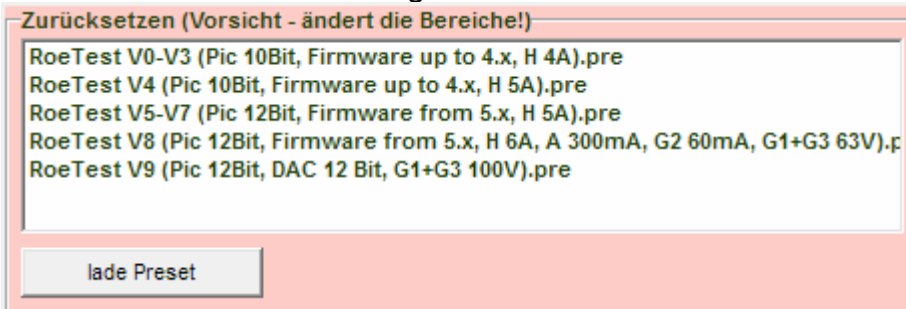 Zurücksetzen (Vorsicht - ändert die Bereiche!)
RoeTest V0-V3 (Pic 10Bit, Firmware up to 4.x, H 4A).pre
RoeTest V4 (Pic 10Bit, Firmware up to 4.x, H 5A).pre
RoeTest V5-V7 (Pic 12Bit, Firmware from 5.x, H 5A).pre
RoeTest V8 (Pic 12Bit, Firmware from 5.x, H 6A, A 300mA, G2 60mA, G1+G3 63V).p
RoeTest V9 (Pic 12Bit, DAC 12 Bit, G1+G3 100V).pre
lade Preset